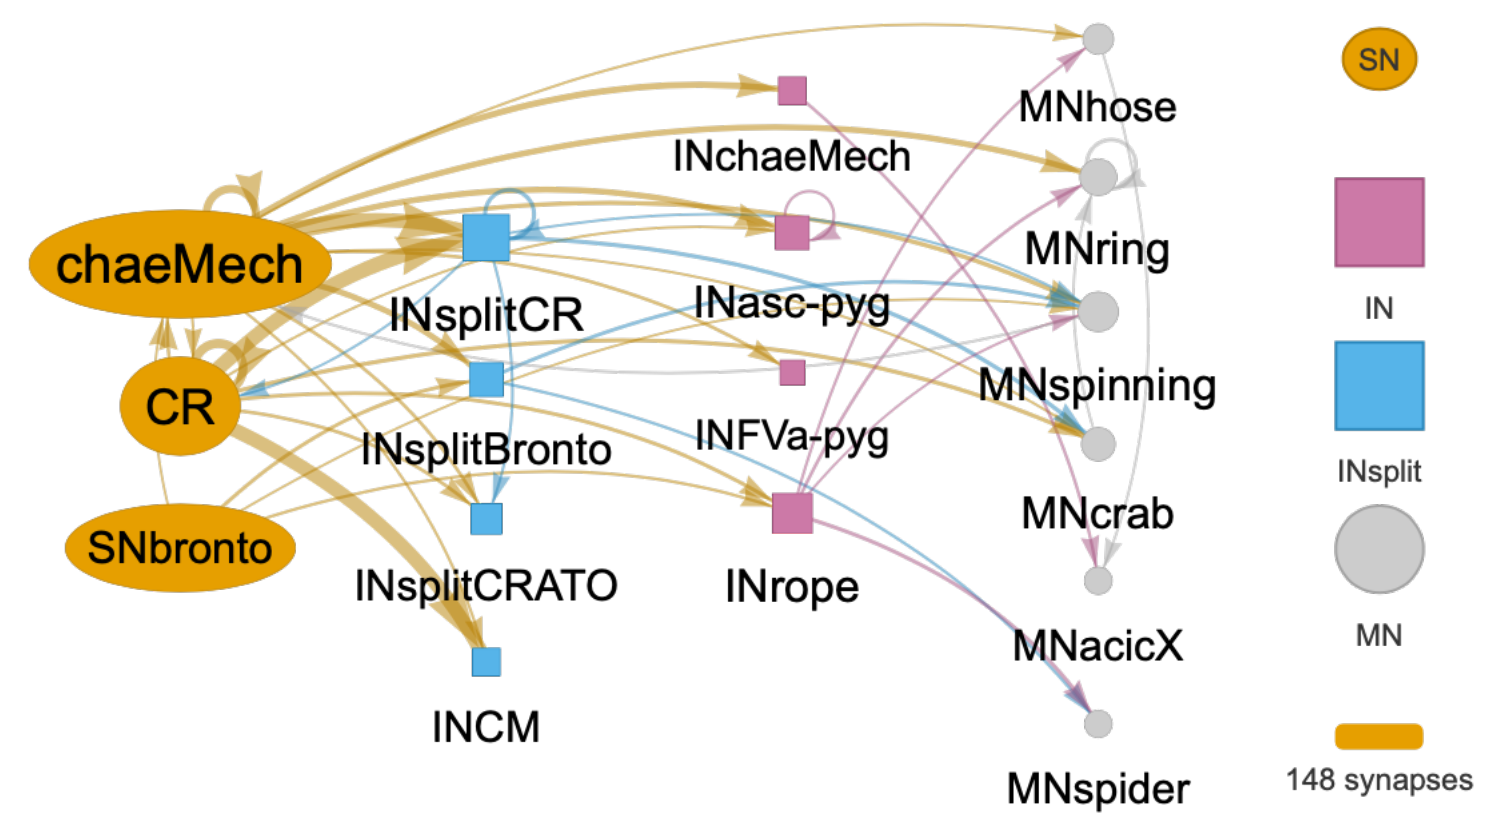 chaeMech
CR
SNbronto
INsplitCR
INsplitBronto
INsplitCRATO
INCM
INchaeMech
INasc-pyg
INFVa-pyg
INrope
MNhose
MNring
MNspinning
MNcrab
MNacicX
MNspider
SN
IN
INsplit
MN
148 synapses